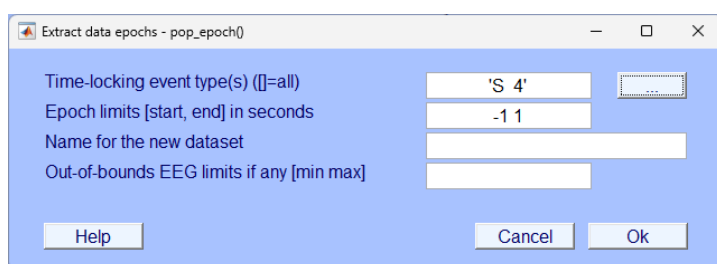 Extract data epochs - pop_epoch()
Time-locking event type(s) ([]=all) 'S  4' ...
Epoch limits [start, end] in seconds -1 1
Name for the new dataset
Out-of-bounds EEG limits if any [min max]
Help Cancel Ok